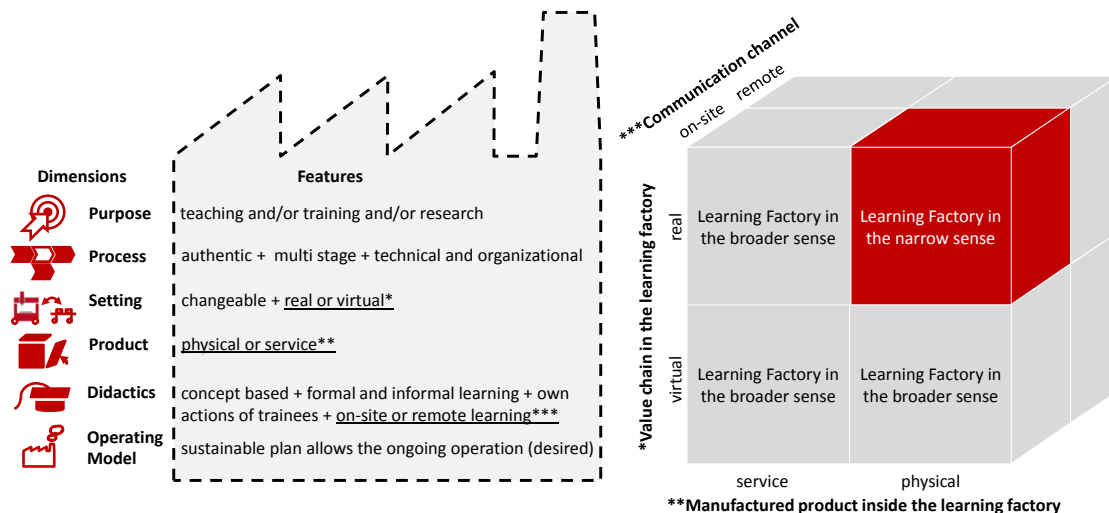 Dimensions
Features
Purpose
teaching and/or training and/or research
Process
authentic + multi stage + technical and organizational
Setting
changeable + real or virtual*
Product
physical or service**
Didactics
concept based + formal and informal learning + own
actions of trainees + on-site or remote learning***
Operating
Model
sustainable plan allows the ongoing operation (desired)
***Communication channel
on-site remote
*Value chain in the learning factory
real
virtual
Learning Factory in
the broader sense
Learning Factory in
the narrow sense
Learning Factory in
the broader sense
Learning Factory in
the broader sense
service
physical
**Manufactured product inside the learning factory